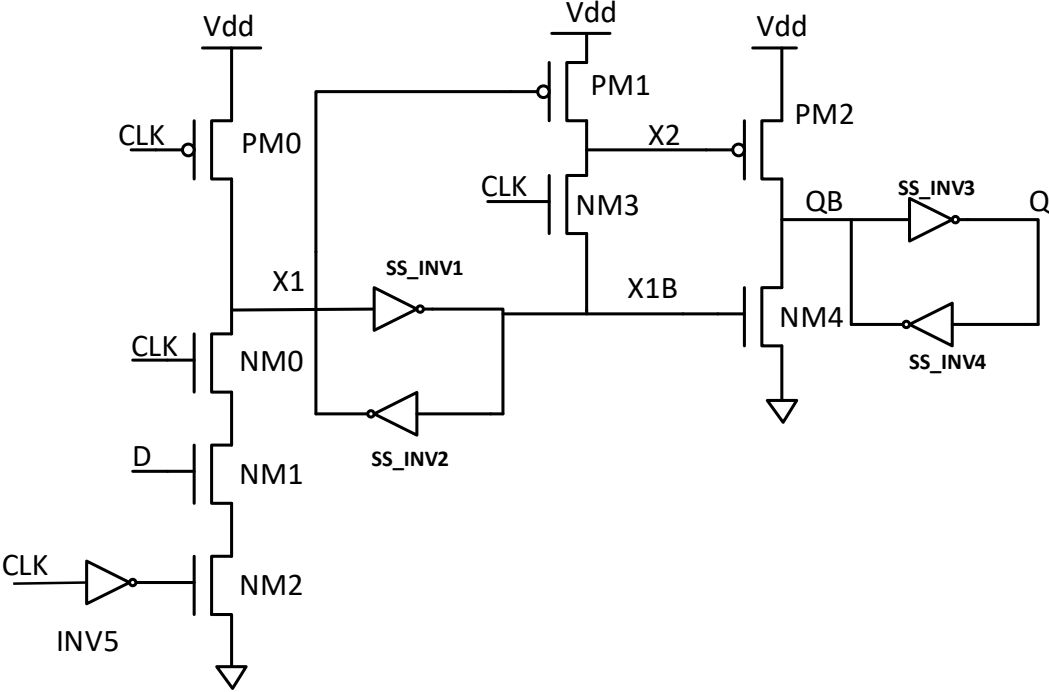 Vdd
Vdd
Vdd
PM1
PM2
CLK
PM0
X2
CLK
NM3
SS_INV3
QB
Q
SS_INV1
X1
X1B
NM4
CLK
NM0
SS_INV4
D
NM1
SS_INV2
CLK
NM2
INV5